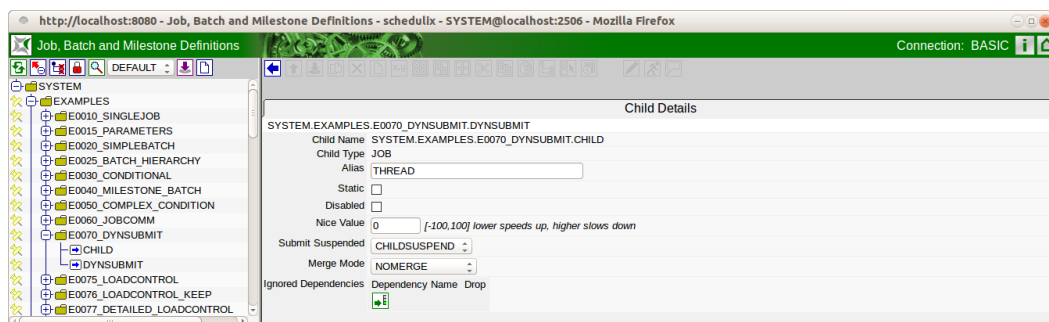 http://localhost:8080 - Job, Batch and Milestone Definitions - schedulix - SYSTEM@localhost:2506 - Mozilla Firefox
Job, Batch and Milestone Definitions
Connection: BASIC
DEFAULT
SYSTEM
EXAMPLES
E0010_SINGLEJOB
E0015_PARAMETERS
E0020_SIMPLEBATCH
E0025_BATCH_HIERARCHY
E0030_CONDITIONAL
E0040_MILESTONE_BATCH
E0050_COMPLEX_CONDITION
E0060_JOBCOMM
E0070_DYNSUBMIT
CHILD
DYNSUBMIT
E0075_LOADCONTROL
E0076_LOADCONTROL_KEEP
E0077_DETAILED_LOADCONTROL
Child Details
SYSTEM.EXAMPLES.E0070_DYNSUBMIT.DYNSUBMIT
Child Name SYSTEM.EXAMPLES.E0070_DYNSUBMIT.CHILD
Child Type JOB
Alias THREAD
Static
Disabled
Nice Value 0 [-100,100] lower speeds up, higher slows down
Submit Suspended CHILDSUSPEND
Merge Mode NOMERGE
Ignored Dependencies Dependency Name Drop